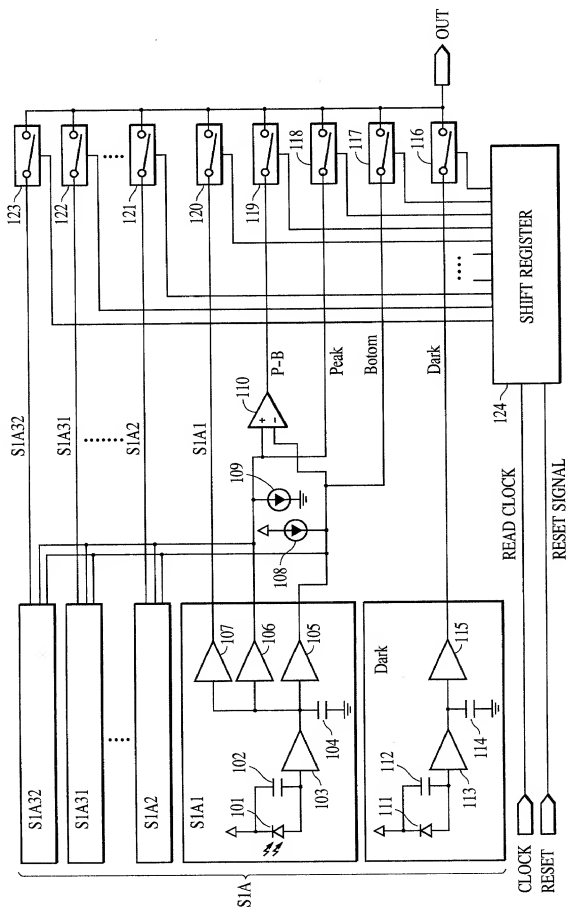 S1A
S1A32
S1A31
S1A2
S1A1
101
102
103
104
105
106
107
Dark
111
112
113
114
115
CLOCK
RESET
S1A32
S1A31
S1A2
S1A1
108
109
110
P-B
Peak
Botom
Dark
READ CLOCK
RESET SIGNAL
124
SHIFT REGISTER
123
122
121
120
119
118
117
116
OUT